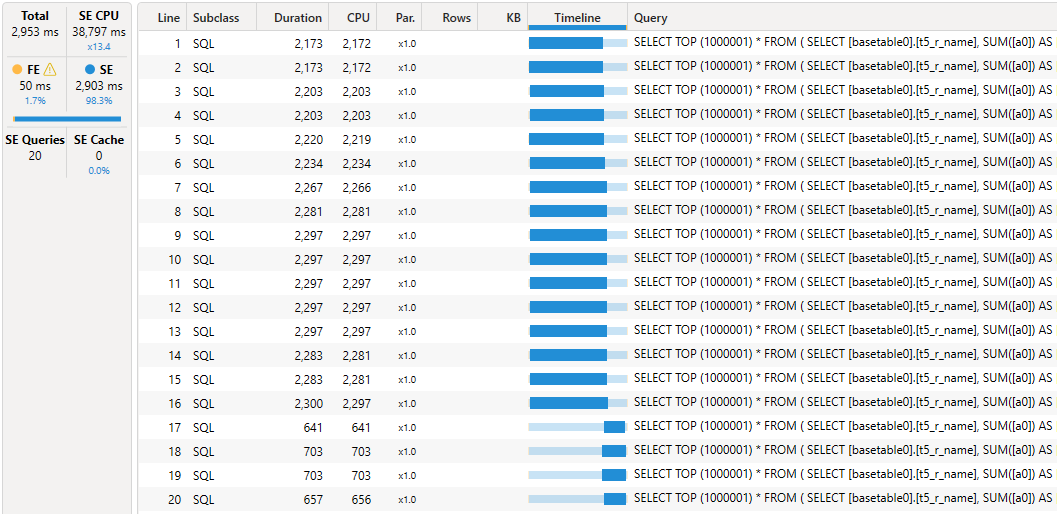 Total SE CPU
2,953 ms 38,797 ms
x13.4
FE SE
50 ms 2,903 ms
1.7% 98.3%
SE Queries SE Cache
20 0
0.0%
Line Subclass Duration CPU Par. Rows KB Timeline Query
1 SQL 2,173 2,172 x1.0 SELECT TOP (1000001) * FROM ( SELECT [basetable0].[t5_r_name], SUM([a0]) AS
2 SQL 2,173 2,172 x1.0 SELECT TOP (1000001) * FROM ( SELECT [basetable0].[t5_r_name], SUM([a0]) AS
3 SQL 2,203 2,203 x1.0 SELECT TOP (1000001) * FROM ( SELECT [basetable0].[t5_r_name], SUM([a0]) AS
4 SQL 2,203 2,203 x1.0 SELECT TOP (1000001) * FROM ( SELECT [basetable0].[t5_r_name], SUM([a0]) AS
5 SQL 2,220 2,219 x1.0 SELECT TOP (1000001) * FROM ( SELECT [basetable0].[t5_r_name], SUM([a0]) AS
6 SQL 2,234 2,234 x1.0 SELECT TOP (1000001) * FROM ( SELECT [basetable0].[t5_r_name], SUM([a0]) AS
7 SQL 2,267 2,266 x1.0 SELECT TOP (1000001) * FROM ( SELECT [basetable0].[t5_r_name], SUM([a0]) AS
8 SQL 2,281 2,281 x1.0 SELECT TOP (1000001) * FROM ( SELECT [basetable0].[t5_r_name], SUM([a0]) AS
9 SQL 2,297 2,297 x1.0 SELECT TOP (1000001) * FROM ( SELECT [basetable0].[t5_r_name], SUM([a0]) AS
10 SQL 2,297 2,297 x1.0 SELECT TOP (1000001) * FROM ( SELECT [basetable0].[t5_r_name], SUM([a0]) AS
11 SQL 2,297 2,297 x1.0 SELECT TOP (1000001) * FROM ( SELECT [basetable0].[t5_r_name], SUM([a0]) AS
12 SQL 2,297 2,297 x1.0 SELECT TOP (1000001) * FROM ( SELECT [basetable0].[t5_r_name], SUM([a0]) AS
13 SQL 2,297 2,297 x1.0 SELECT TOP (1000001) * FROM ( SELECT [basetable0].[t5_r_name], SUM([a0]) AS
14 SQL 2,283 2,281 x1.0 SELECT TOP (1000001) * FROM ( SELECT [basetable0].[t5_r_name], SUM([a0]) AS
15 SQL 2,283 2,281 x1.0 SELECT TOP (1000001) * FROM ( SELECT [basetable0].[t5_r_name], SUM([a0]) AS
16 SQL 2,300 2,297 x1.0 SELECT TOP (1000001) * FROM ( SELECT [basetable0].[t5_r_name], SUM([a0]) AS
17 SQL 641 641 x1.0 SELECT TOP (1000001) * FROM ( SELECT [basetable0].[t5_r_name], SUM([a0]) AS
18 SQL 703 703 x1.0 SELECT TOP (1000001) * FROM ( SELECT [basetable0].[t5_r_name], SUM([a0]) AS
19 SQL 703 703 x1.0 SELECT TOP (1000001) * FROM ( SELECT [basetable0].[t5_r_name], SUM([a0]) AS
20 SQL 657 656 x1.0 SELECT TOP (1000001) * FROM ( SELECT [basetable0].[t5_r_name], SUM([a0]) AS